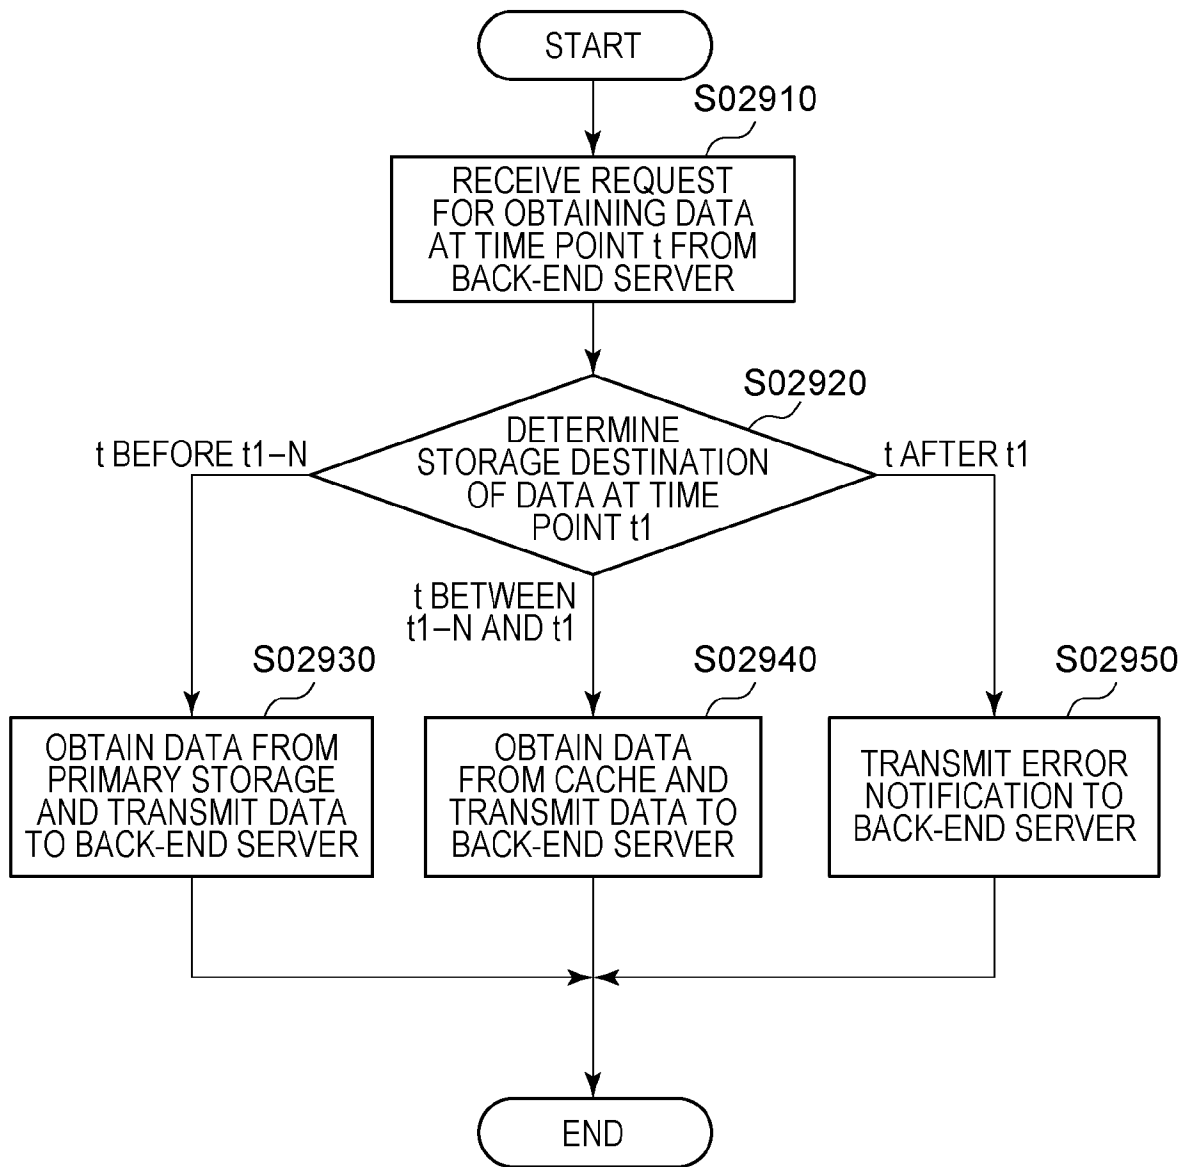 START
S02910
RECEIVE REQUEST
FOR OBTAINING DATA
AT TIME POINT t FROM
BACK-END SERVER
S02920
DETERMINE
STORAGE DESTINATION
OF DATA AT TIME
POINT t1
t BEFORE t1–N
t AFTER t1
t BETWEEN
t1–N AND t1
S02930
OBTAIN DATA FROM
PRIMARY STORAGE
AND TRANSMIT DATA
TO BACK-END SERVER
S02940
OBTAIN DATA
FROM CACHE AND
TRANSMIT DATA TO
BACK-END SERVER
S02950
TRANSMIT ERROR
NOTIFICATION TO
BACK-END SERVER
END